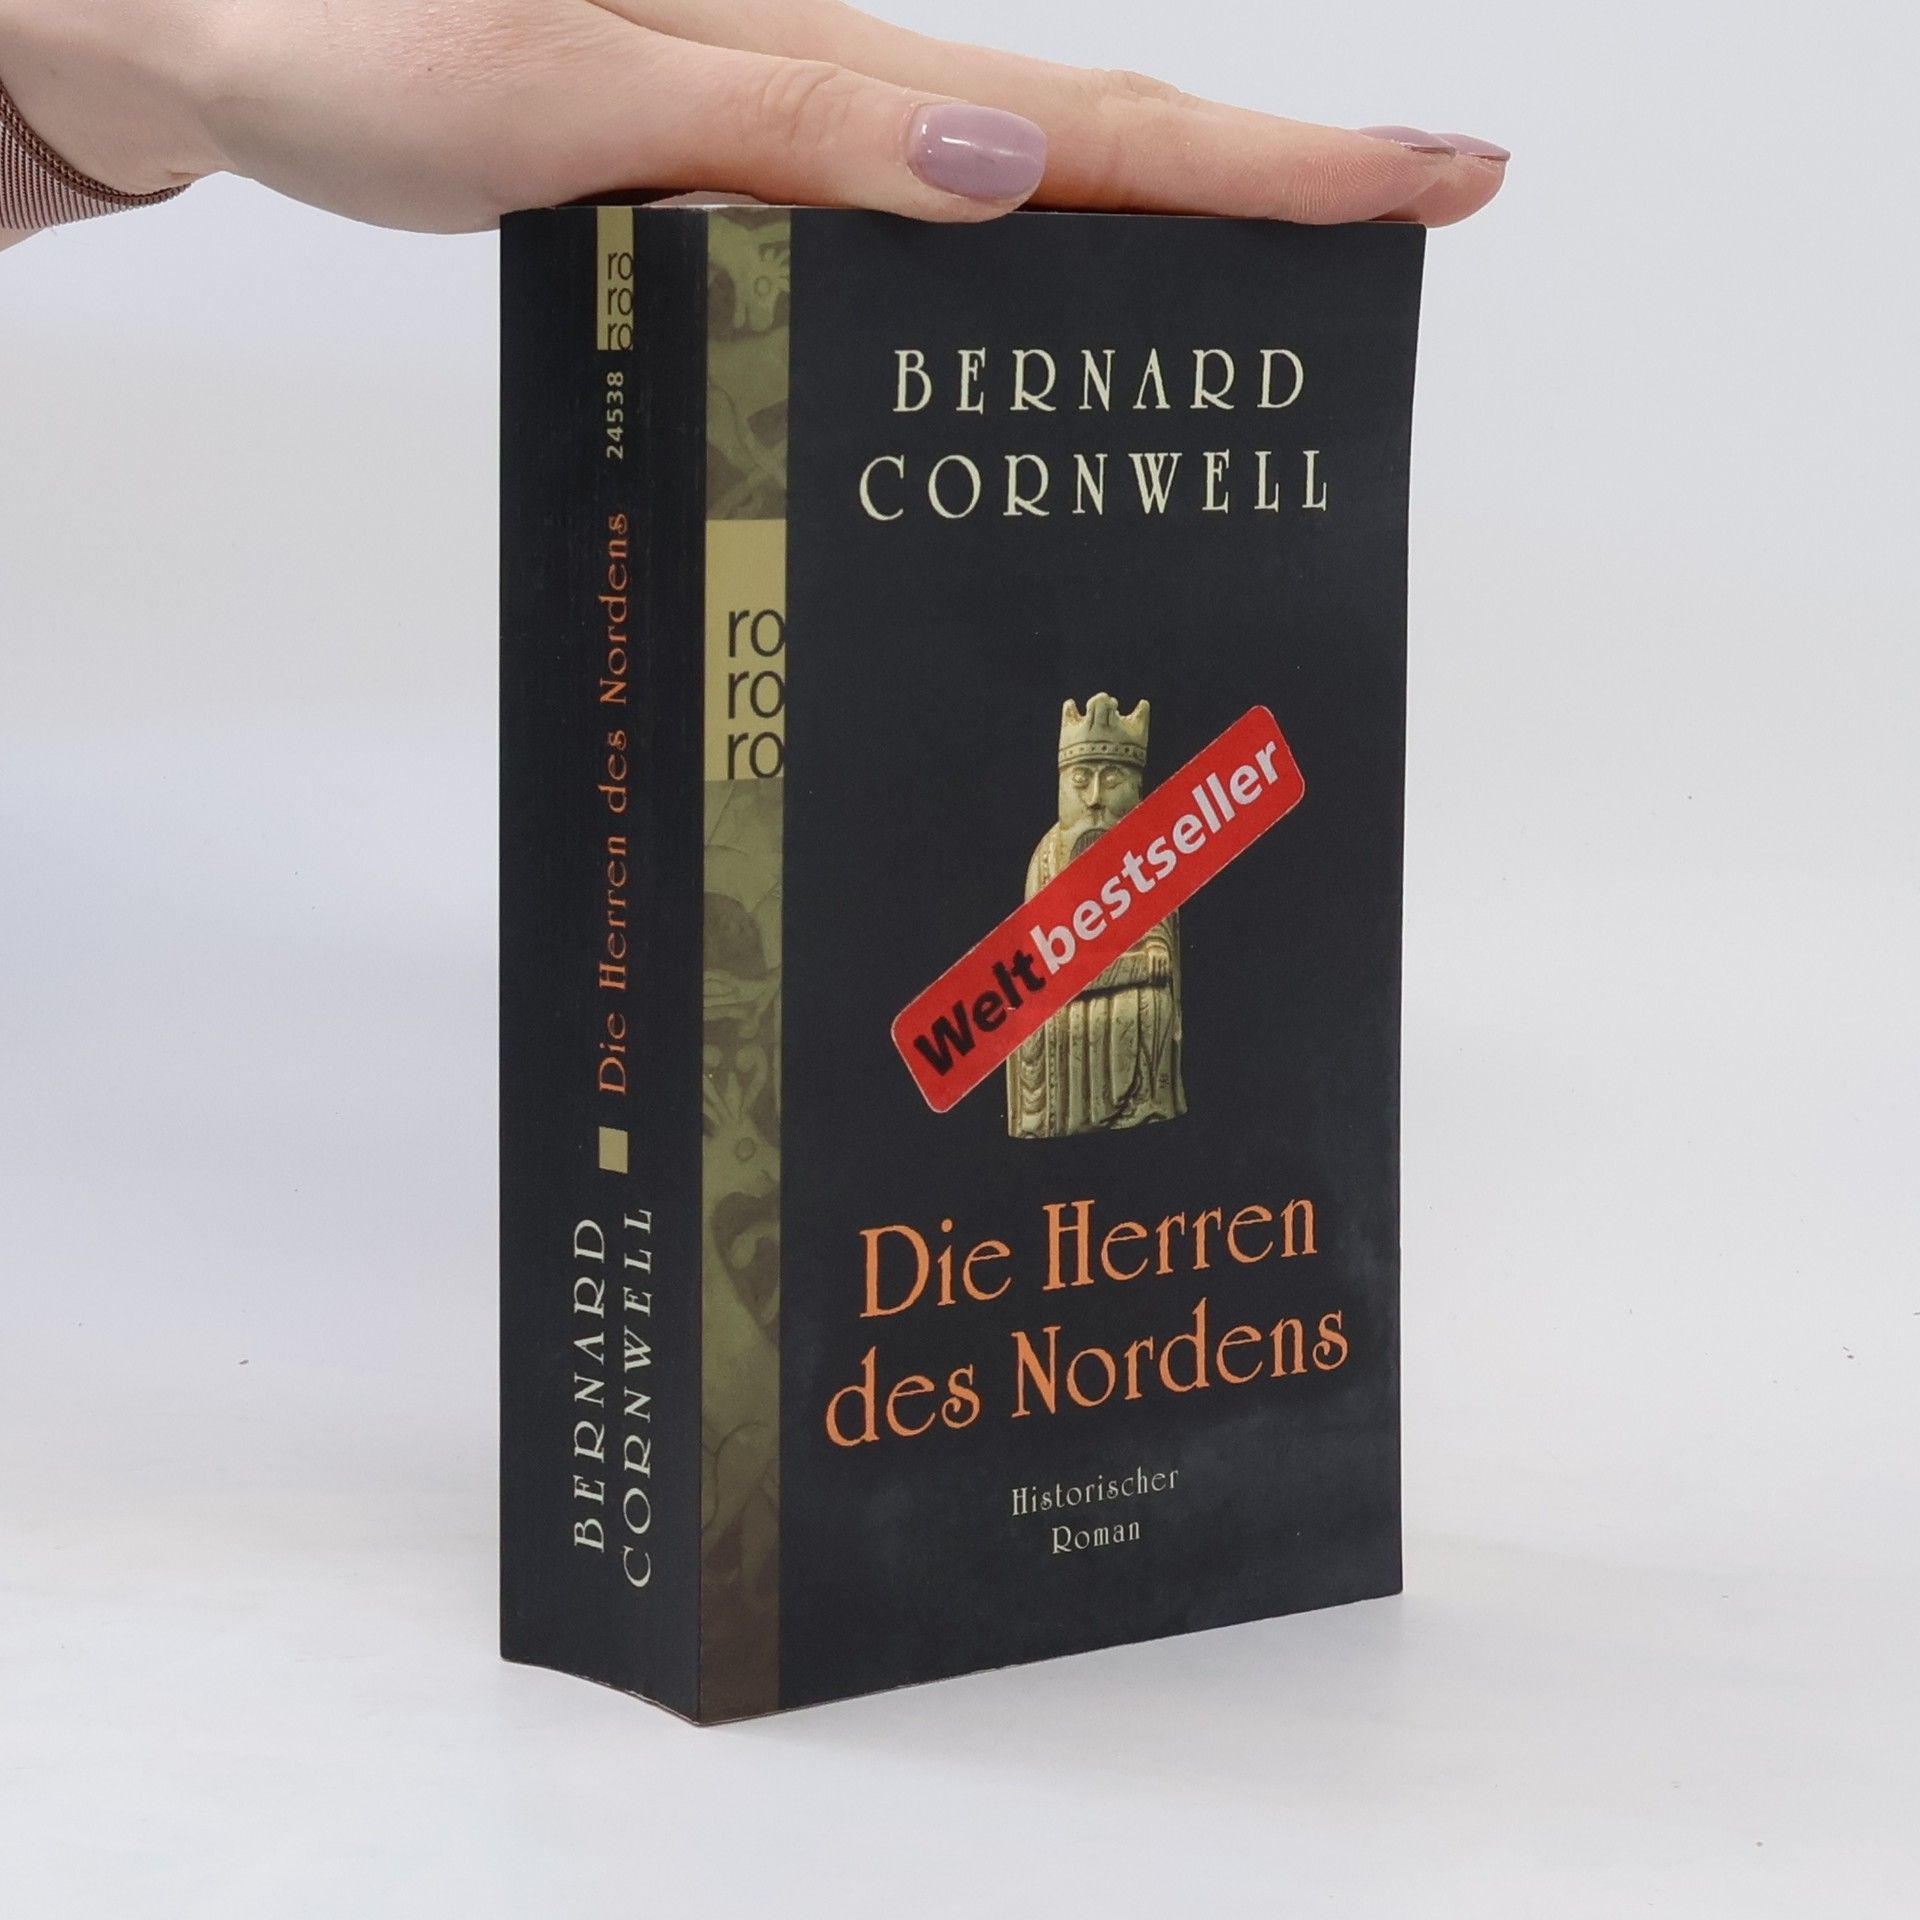 ro
ro
ro
24538
Die Herren des Nordens
BERNARD
CORNWELL
ro
ro
ro
BERNARD
CORNWELL
Weltbestseller
Die Herren
des Nordens
Historischer
Roman